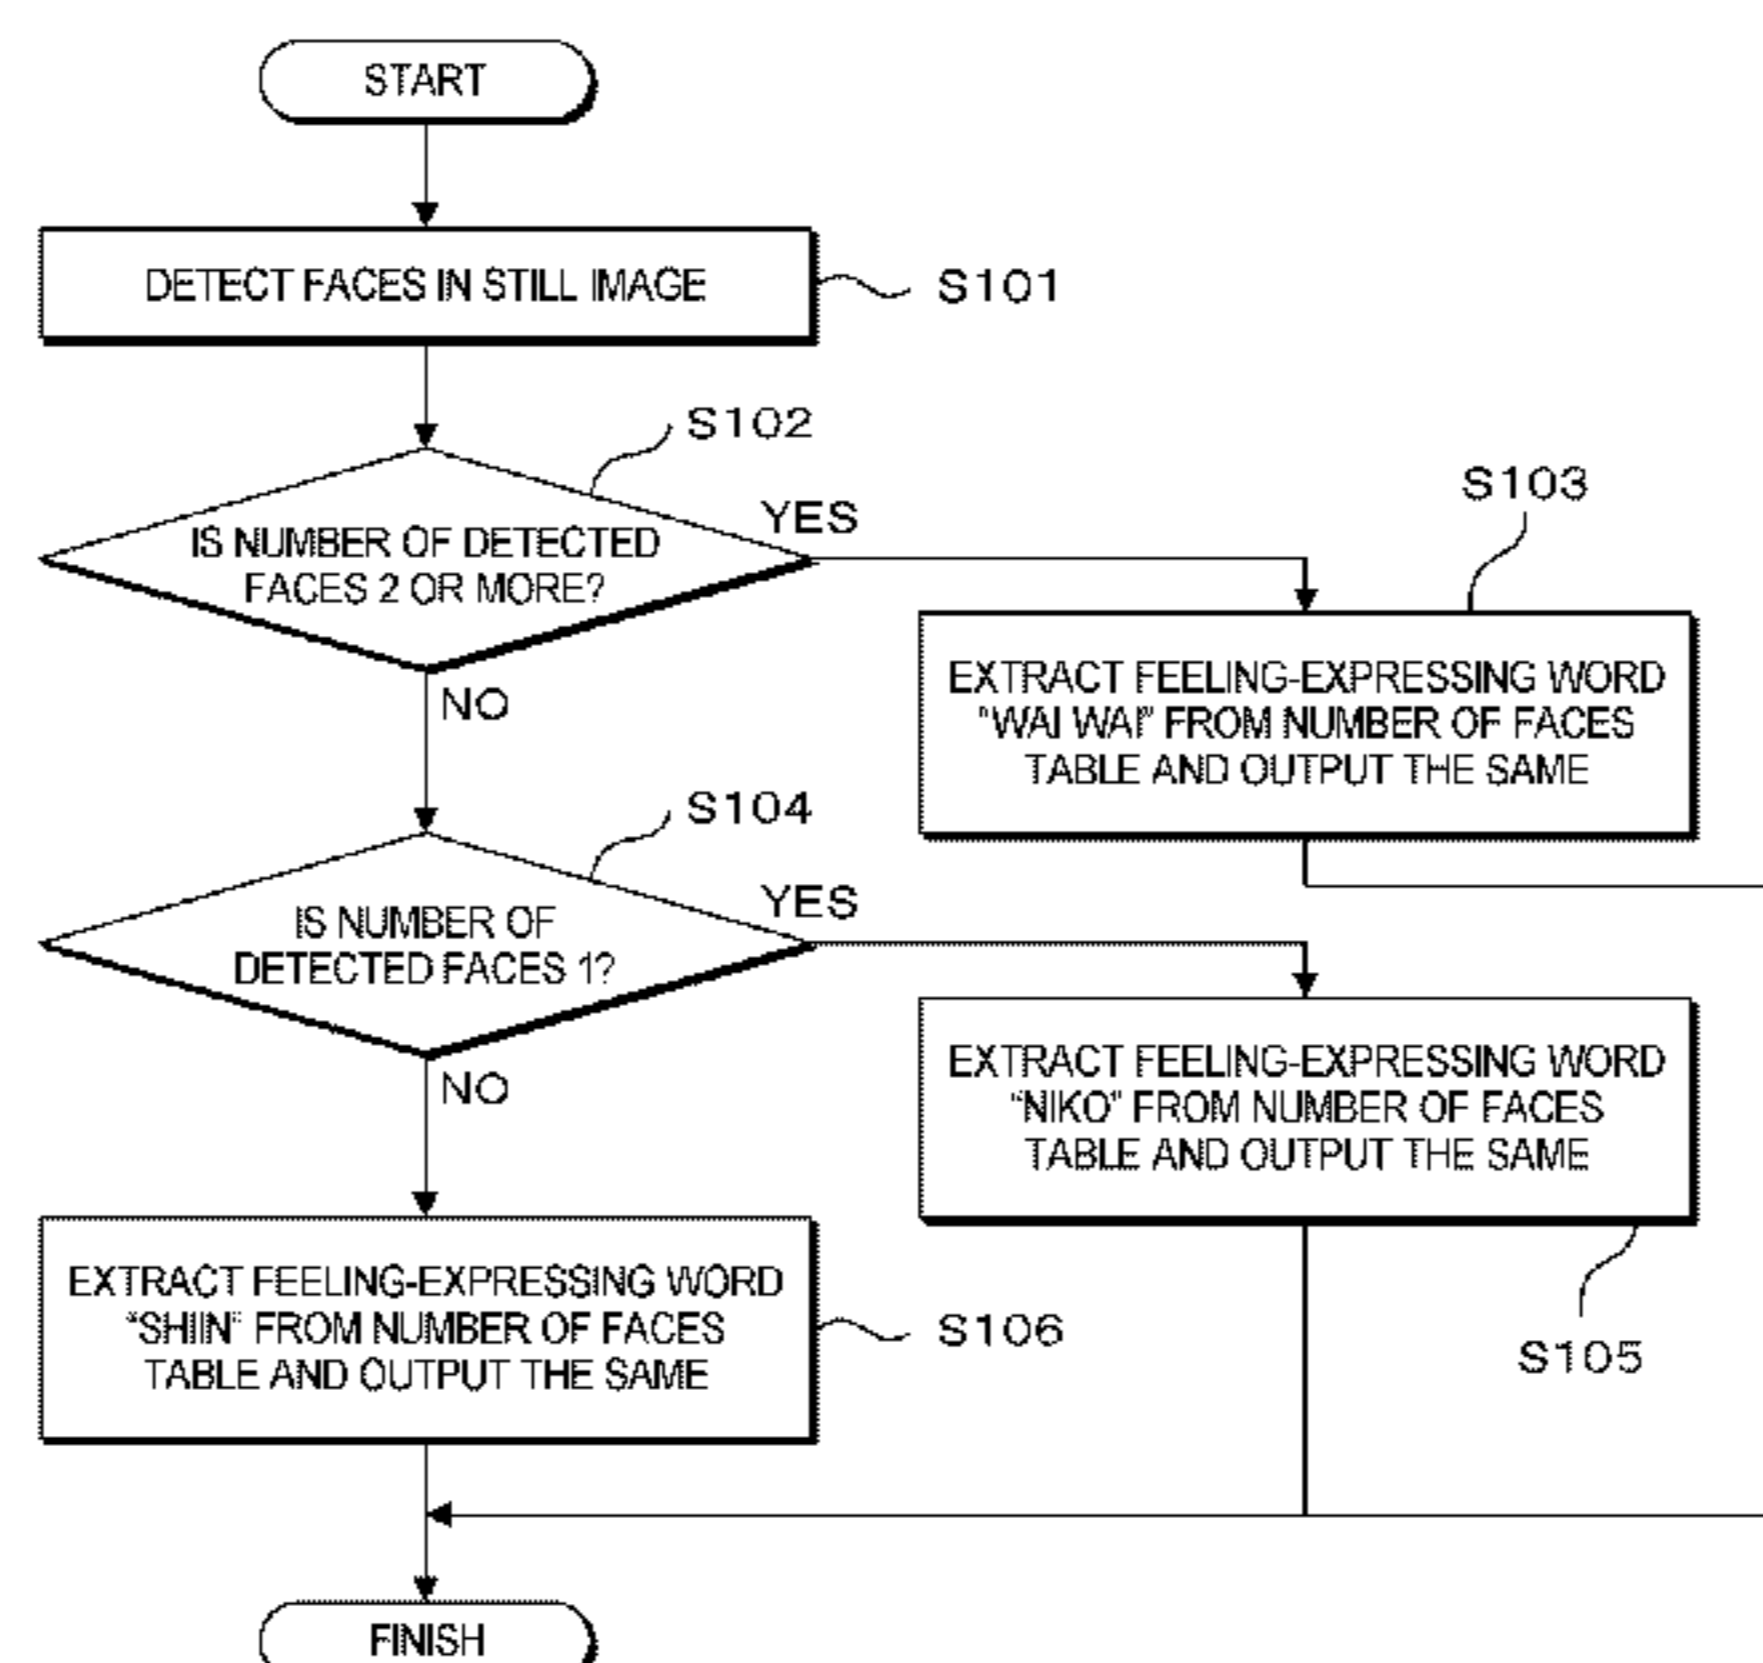 START
DETECT FACES IN STILL IMAGE
S101
S102
IS NUMBER OF DETECTED
FACES 2 OR MORE?
YES
NO
S103
EXTRACT FEELING-EXPRESSING WORD
"WAI WAI" FROM NUMBER OF FACES
TABLE AND OUTPUT THE SAME
S104
IS NUMBER OF
DETECTED FACES 1?
YES
NO
EXTRACT FEELING-EXPRESSING WORD
"NIKO" FROM NUMBER OF FACES
TABLE AND OUTPUT THE SAME
S105
EXTRACT FEELING-EXPRESSING WORD
"SHIIN" FROM NUMBER OF FACES
TABLE AND OUTPUT THE SAME
S106
FINISH